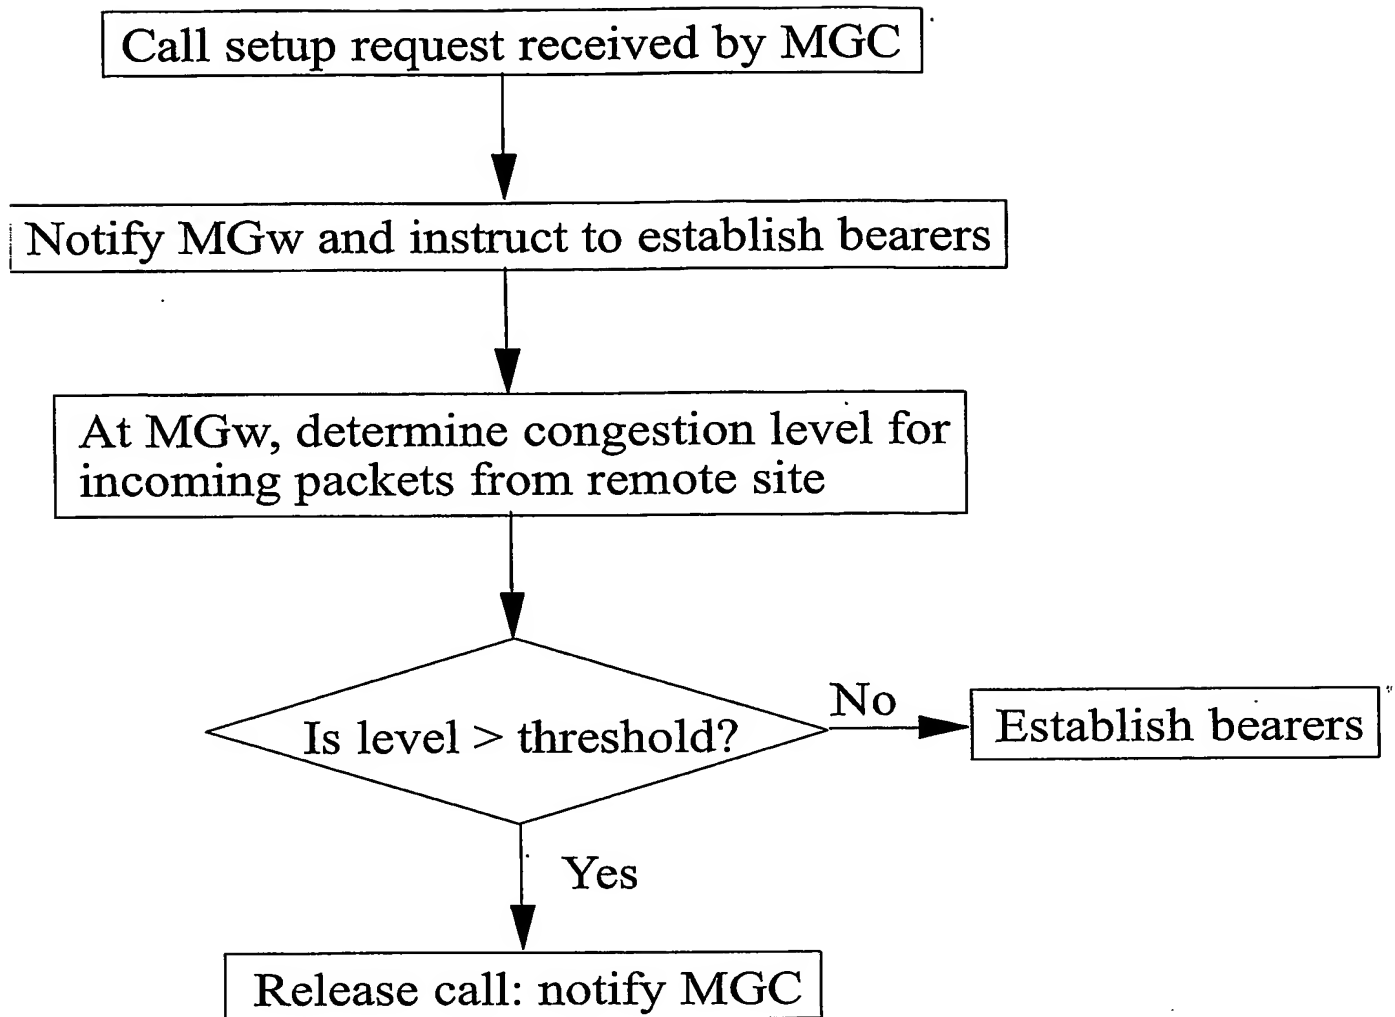 Call setup request received by MGC
Notify MGw and instruct to establish bearers
At MGw, determine congestion level for
incoming packets from remote site
Is level > threshold?
No
Establish bearers
Yes
Release call: notify MGC